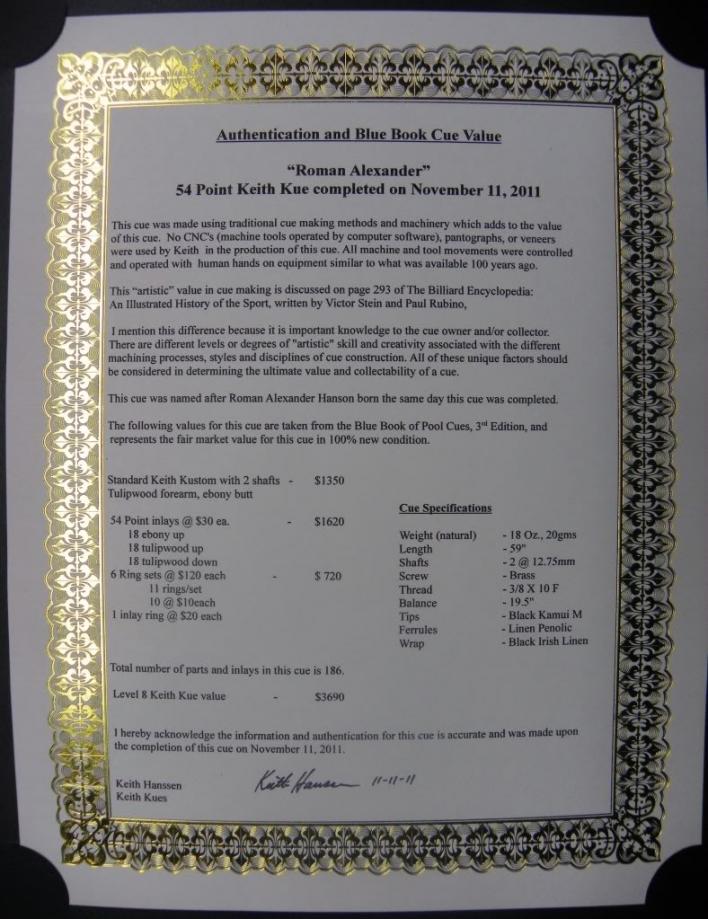 Authentication and Blue Book Cue Value
“Roman Alexander”
54 Point Keith Kue completed on November 11, 2011
This cue was made using traditional cue making methods and machinery which adds to the value
of this cue. No CNC's (machine tools operated by computer software), pantographs, or veneers
were used by Keith in the production of this cue. All machine and tool movements were controlled
and operated with human hands on equipment similar to what was available 100 years ago.
This “artistic” value in cue making is discussed on page 293 of The Billiard Encyclopedia:
An Illustrated History of the Sport, written by Victor Stein and Paul Rubino,
I mention this difference because it is important knowledge to the cue owner and/or collector.
There are different levels or degrees of "artistic" skill and creativity associated with the different
machining processes, styles and disciplines of cue construction. All of these unique factors should
be considered in determining the ultimate value and collectability of a cue.
This cue was named after Roman Alexander Hanson born the same day this cue was completed.
The following values for this cue are taken from the Blue Book of Pool Cues, 3rd Edition, and
represents the fair market value for this cue in 100% new condition.
Standard Keith Kustom with 2 shafts - $1350
Tulipwood forearm, ebony butt
54 Point inlays @ $30 ea. - $1620
18 ebony up
18 tulipwood up
18 tulipwood down
6 Ring sets @ $120 each - $ 720
11 rings/set
10 @ $10each
1 inlay ring @ $20 each
Cue Specifications
Weight (natural) - 18 Oz., 20gms
Length - 59"
Shafts - 2 @ 12.75mm
Screw - Brass
Thread - 3/8 X 10 F
Balance - 19.5"
Tips - Black Kamui M
Ferrules - Linen Penolic
Wrap - Black Irish Linen
Total number of parts and inlays in this cue is 186.
Level 8 Keith Kue value - $3690
I hereby acknowledge the information and authentication for this cue is accurate and was made upon
the completion of this cue on November 11, 2011.
Keith Hanssen Keith Hanssen 11-11-11
Keith Kues